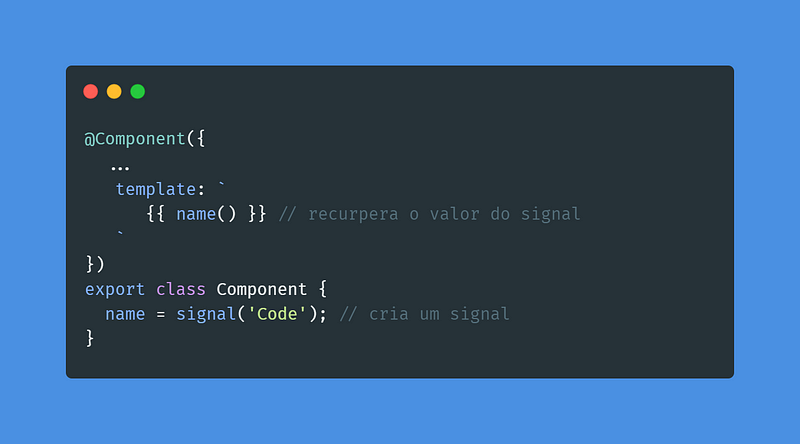 @Component({
...
template: `
{{ name() }} // recurpera o valor do signal
`
})
export class Component {
name = signal('Code'); // cria um signal
}